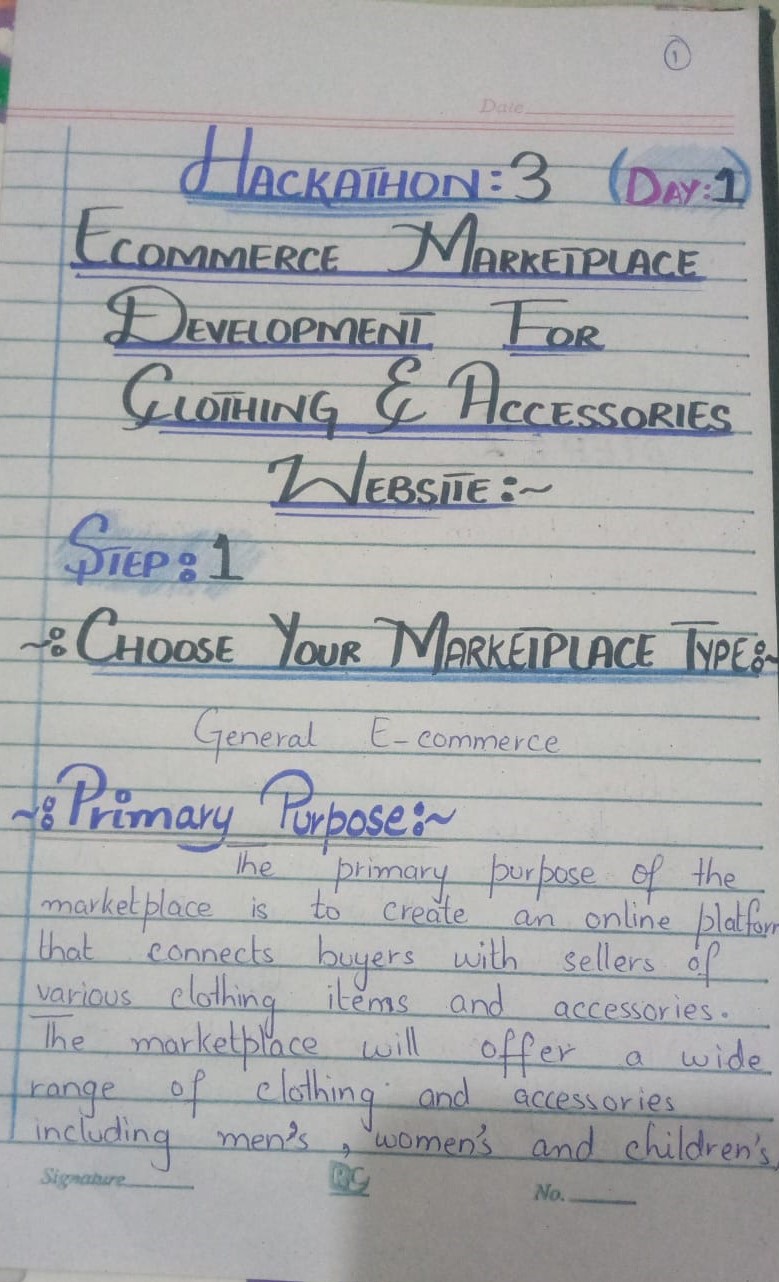 1
Date
HACKATHON:3 (DAY:1)
ECOMMERCE MARKETPLACE
DEVELOPMENT FOR
CLOTHING & ACCESSORIES
WEBSITE:~
STEP:1
~:CHOOSE YOUR MARKETPLACE TYPE:~
General E-commerce
~:Primary Purpose:~
The primary purpose of the
marketplace is to create an online platform
that connects buyers with sellers of
various clothing items and accessories.
The marketplace will offer a wide
range of clothing and accessories
including men's, women's and children's,
Signature RC No.